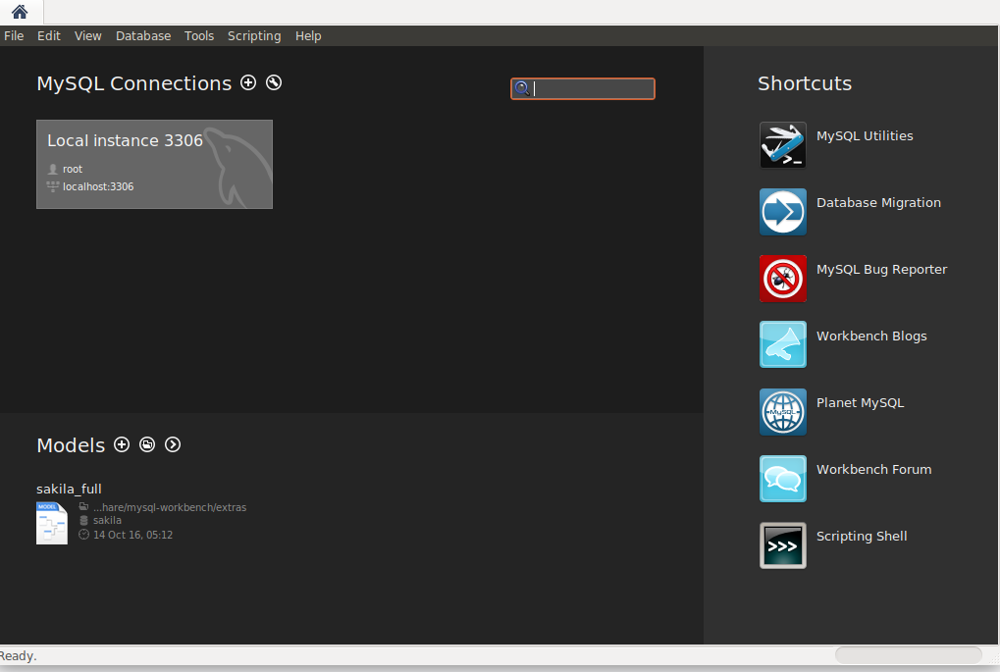 File Edit View Database Tools Scripting Help
MySQL Connections
Local instance 3306
root
localhost:3306
Models
sakila_full
MODEL
...hare/mysql-workbench/extras
sakila
14 Oct 16, 05:12
Shortcuts
>_
MySQL Utilities
Database Migration
MySQL Bug Reporter
Workbench Blogs
MySQL
Planet MySQL
Workbench Forum
>>>
Scripting Shell
Ready.